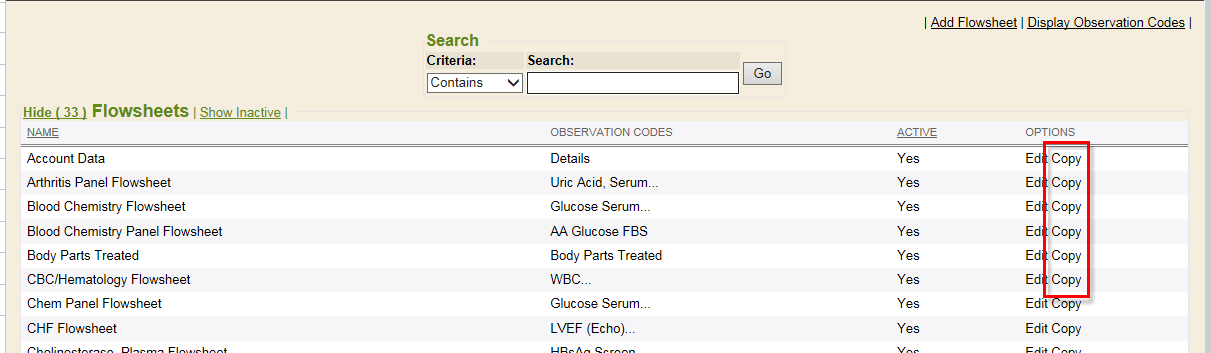 | Add Flowsheet | Display Observation Codes |
Search
Criteria: Search:
Contains Go
Hide ( 33 ) Flowsheets | Show Inactive |
NAME OBSERVATION CODES ACTIVE OPTIONS
Account Data Details Yes Edit Copy
Arthritis Panel Flowsheet Uric Acid, Serum... Yes Edit Copy
Blood Chemistry Flowsheet Glucose Serum... Yes Edit Copy
Blood Chemistry Panel Flowsheet AA Glucose FBS Yes Edit Copy
Body Parts Treated Body Parts Treated Yes Edit Copy
CBC/Hematology Flowsheet WBC... Yes Edit Copy
Chem Panel Flowsheet Glucose Serum... Yes Edit Copy
CHF Flowsheet LVEF (Echo)... Yes Edit Copy
Cholinesterase, Plasma Flowsheet HBsAg Screen Yes Edit Copy